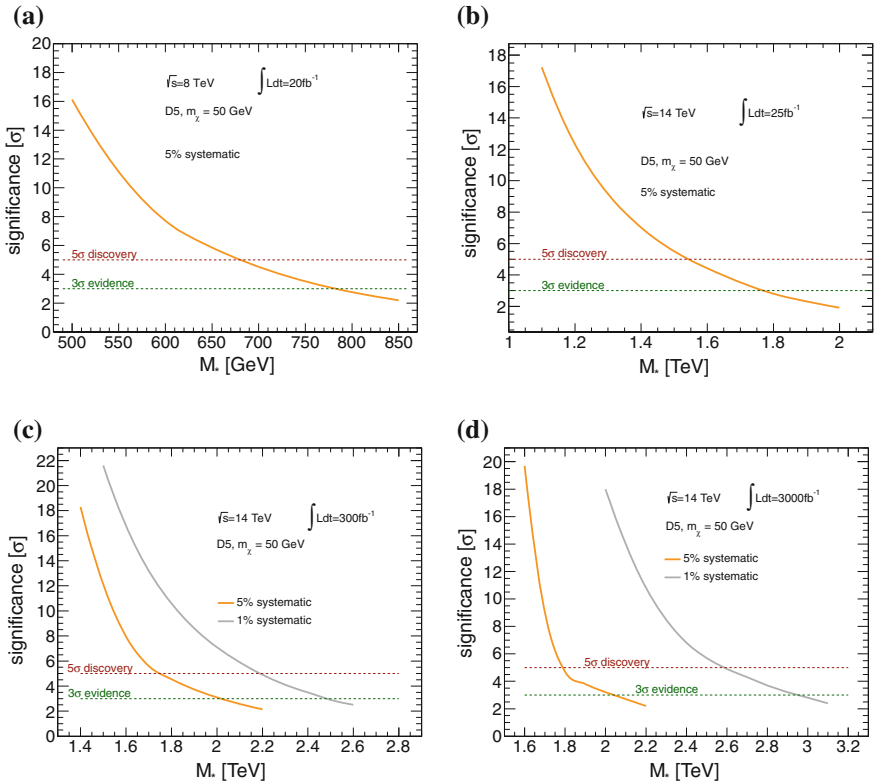 (a)
20
18
16
14
12
10
8
6
4
2
0
significance [σ]
√s=8 TeV ∫Ldt=20fb⁻¹
D5, mχ = 50 GeV
5% systematic
5σ discovery
3σ evidence
500 550 600 650 700 750 800 850
M* [GeV]
(b)
18
16
14
12
10
8
6
4
2
significance [σ]
√s=14 TeV ∫Ldt=25fb⁻¹
D5, mχ = 50 GeV
5% systematic
5σ discovery
3σ evidence
1 1.2 1.4 1.6 1.8 2
M* [TeV]
(c)
22
20
18
16
14
12
10
8
6
4
2
0
significance [σ]
√s=14 TeV ∫Ldt=300fb⁻¹
D5, mχ = 50 GeV
5% systematic
1% systematic
5σ discovery
3σ evidence
1.4 1.6 1.8 2 2.2 2.4 2.6 2.8
M* [TeV]
(d)
20
18
16
14
12
10
8
6
4
2
0
significance [σ]
√s=14 TeV ∫Ldt=3000fb⁻¹
D5, mχ = 50 GeV
5% systematic
1% systematic
5σ discovery
3σ evidence
1.6 1.8 2 2.2 2.4 2.6 2.8 3 3.2
M* [TeV]